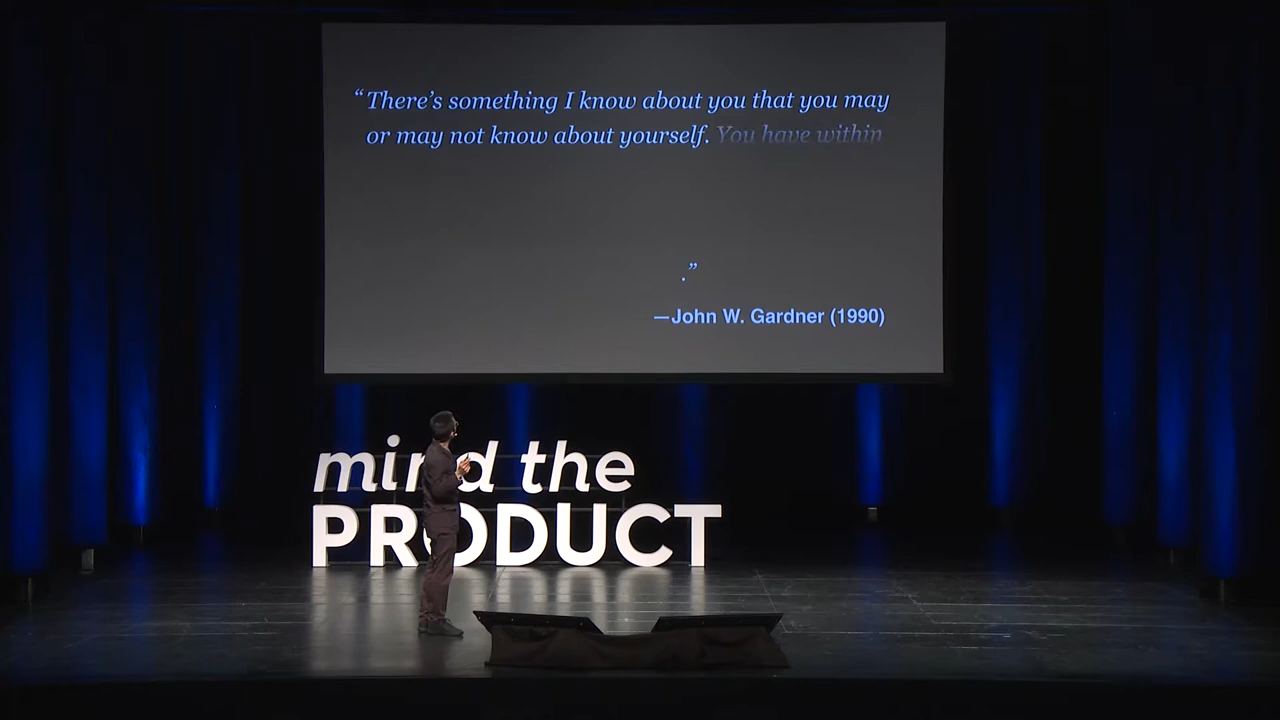 “There’s something I know about you that you may
or may not know about yourself. You have within
.”
—John W. Gardner (1990)
mind the
PRODUCT